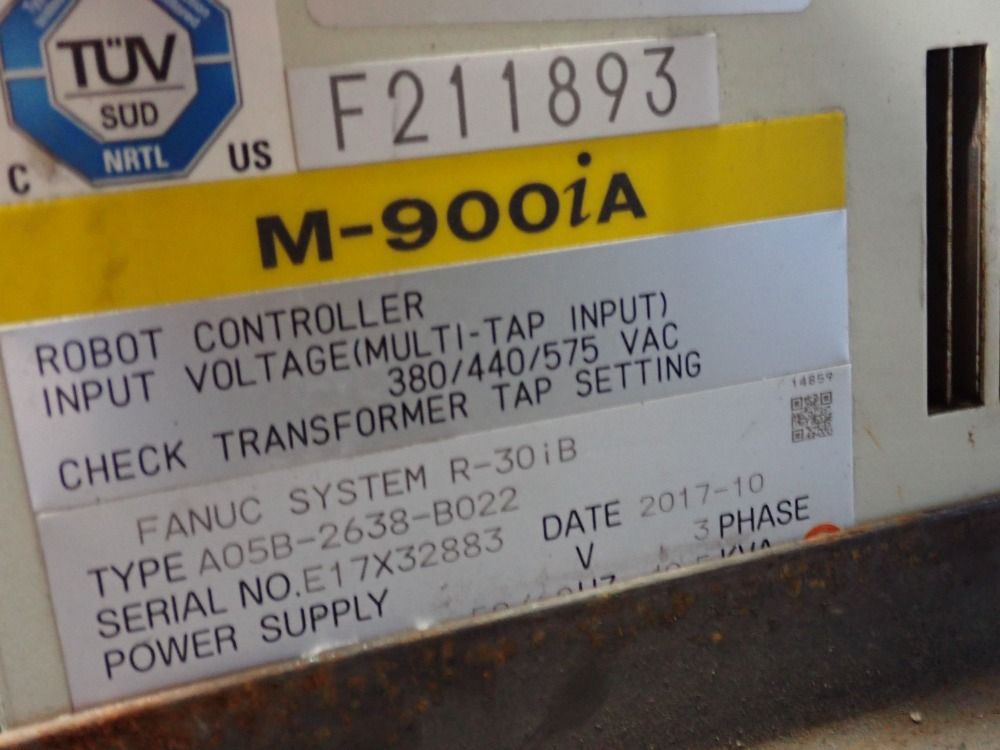 TÜV
SÜD
NRTL
C US
F211893
M-900iA
ROBOT CONTROLLER
INPUT VOLTAGE(MULTI-TAP INPUT)
380/440/575 VAC
CHECK TRANSFORMER TAP SETTING
14859
FANUC SYSTEM R-30iB
TYPE A05B-2638-B022
SERIAL NO.E17X32883 DATE 2017-10
POWER SUPPLY V 3 PHASE
KVA